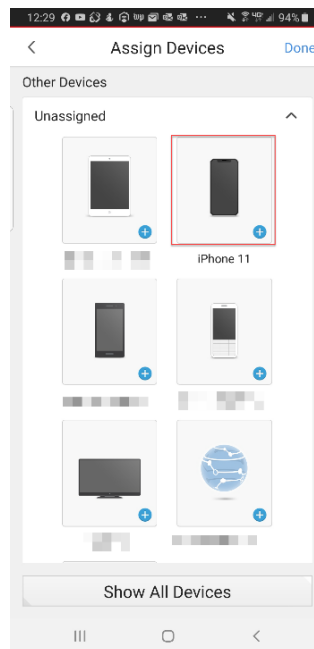 12:29 94%
Assign Devices Done
Other Devices
Unassigned
iPhone 11
Show All Devices